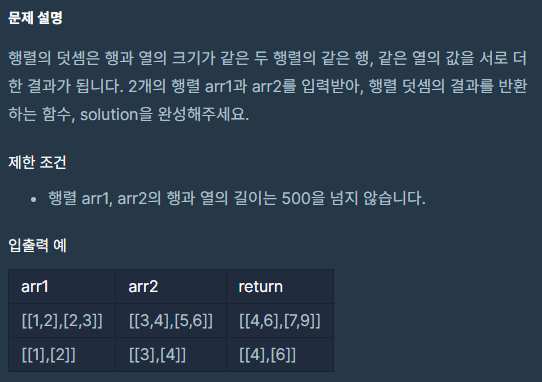 문제 설명
행렬의 덧셈은 행과 열의 크기가 같은 두 행렬의 같은 행, 같은 열의 값을 서로 더
한 결과가 됩니다. 2개의 행렬 arr1과 arr2를 입력받아, 행렬 덧셈의 결과를 반환
하는 함수, solution을 완성해주세요.
제한 조건
• 행렬 arr1, arr2의 행과 열의 길이는 500을 넘지 않습니다.
입출력 예
arr1 arr2 return
[[1,2],[2,3]] [[3,4],[5,6]] [[4,6],[7,9]]
[[1],[2]] [[3],[4]] [[4],[6]]